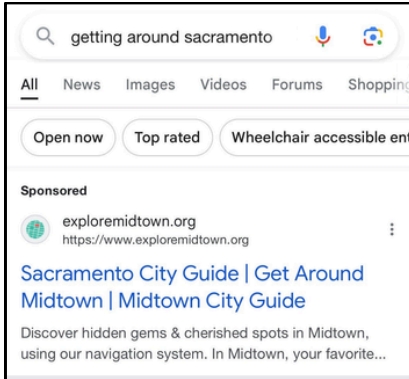 getting around sacramento
All News Images Videos Forums Shopping
Open now Top rated Wheelchair accessible ent
Sponsored
exploremidtown.org
https://www.exploremidtown.org
Sacramento City Guide | Get Around
Midtown | Midtown City Guide
Discover hidden gems & cherished spots in Midtown,
using our navigation system. In Midtown, your favorite...